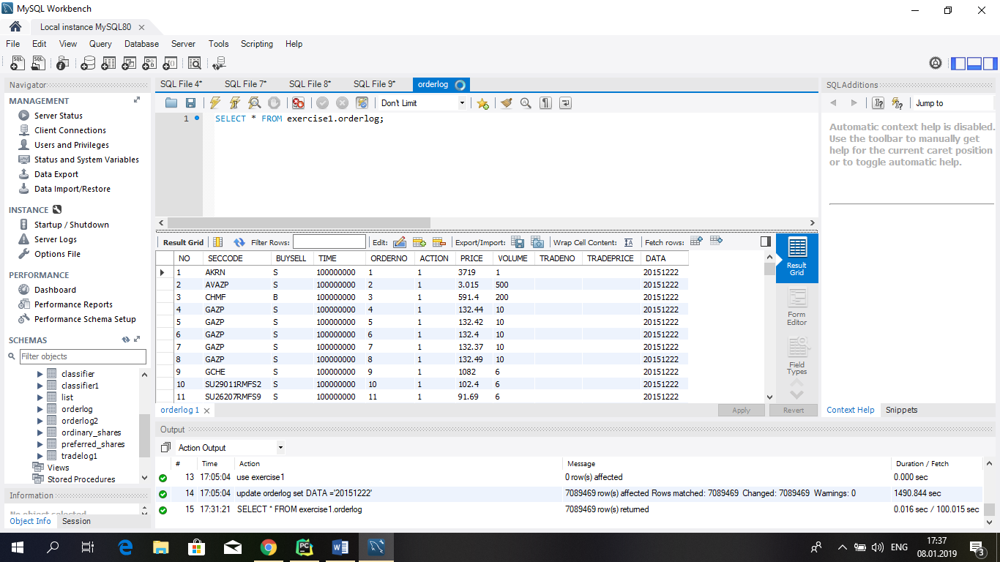 MySQL Workbench
Local instance MySQL80
File Edit View Query Database Server Tools Scripting Help
Navigator
MANAGEMENT
Server Status
Client Connections
Users and Privileges
Status and System Variables
Data Export
Data Import/Restore
INSTANCE
Startup / Shutdown
Server Logs
Options File
PERFORMANCE
Dashboard
Performance Reports
Performance Schema Setup
SCHEMAS
Filter objects
classifier
classifier1
list
orderlog
orderlog2
ordinary_shares
preferred_shares
tradelog1
Views
Stored Procedures
Information
No object selected
Object Info Session
SQL File 4* SQL File 7* SQL File 8* SQL File 9* orderlog
Don't Limit
1 SELECT * FROM exercise1.orderlog;
Result Grid Filter Rows: Edit: Export/Import: Wrap Cell Content: Fetch rows:
NO SECCODE BUYSELL TIME ORDERNO ACTION PRICE VOLUME TRADENO TRADEPRICE DATA
1 AKRN S 100000000 1 1 3719 1 20151222
2 AVAZP S 100000000 2 1 3.015 500 20151222
3 CHMF B 100000000 3 1 591.4 200 20151222
4 GAZP S 100000000 4 1 132.44 10 20151222
5 GAZP S 100000000 5 1 132.42 10 20151222
6 GAZP S 100000000 6 1 132.4 10 20151222
7 GAZP S 100000000 7 1 132.37 10 20151222
8 GAZP S 100000000 8 1 132.49 10 20151222
9 GCHE S 100000000 9 1 1082 6 20151222
10 SU29011RMFS2 S 100000000 10 1 102.4 6 20151222
11 SU26207RMFS9 S 100000000 11 1 91.69 6 20151222
Result
Grid
Form
Editor
Field
Types
orderlog 1
Apply Revert
SQLAdditions
Jump to
Automatic context help is disabled.
Use the toolbar to manually get
help for the current caret position
or to toggle automatic help.
Context Help Snippets
Output
Action Output
# Time Action Message Duration / Fetch
13 17:05:04 use exercise1 0 row(s) affected 0.000 sec
14 17:05:04 update orderlog set DATA ='20151222' 7089469 row(s) affected Rows matched: 7089469 Changed: 7089469 Warnings: 0 1490.844 sec
15 17:31:21 SELECT * FROM exercise1.orderlog 7089469 row(s) returned 0.016 sec / 100.015 sec
ENG
17:37
08.01.2019
3